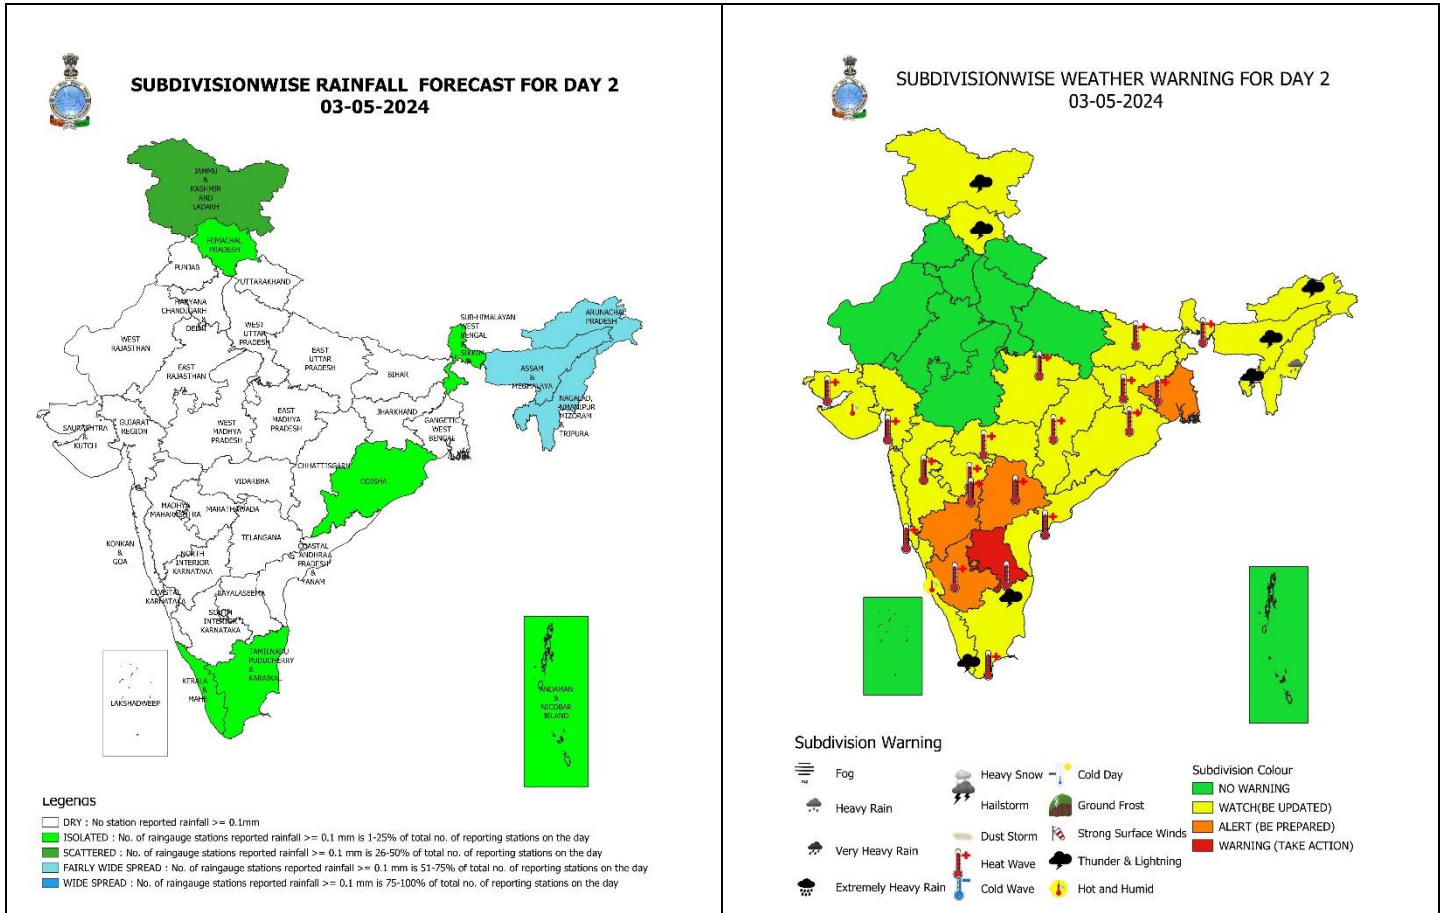 SUBDIVISIONWISE RAINFALL FORECAST FOR DAY 2
03-05-2024
JAMMU
&
KASHMIR
AND
LADAKH
HIMACHAL
PRADESH
PUNJAB
UTTARAKHAND
HARYANA
CHANDIGARH
&
DELHI
WEST
RAJASTHAN
WEST
UTTAR
PRADESH
EAST
RAJASTHAN
EAST
UTTAR
PRADESH
SUB-HIMALAYAN
WEST
BENGAL
&
SIKKIM
ARUNACHAL
PRADESH
BIHAR
ASSAM
&
MEGHALAYA
NAGALAD,
MANIPUR
MIZORAM
&
TRIPURA
SAURASHTRA
&
KUTCH
GUJARAT
REGION
WEST
MADHYA
PRADESH
EAST
MADHYA
PRADESH
JHARKHAND
GANGETIC
WEST
BENGAL
CHHATTISGARH
ODISHA
VIDARBHA
MADHYA
MAHARASHTRA
MARATHAWADA
TELANGANA
KONKAN
&
GOA
NORTH
INTERIOR
KARNATAKA
COASTAL
ANDHRA
PRADESH
&
YANAM
COASTAL
KARNATAKA
RAYALASEEMA
SOUTH
INTERIOR
KARNATAKA
TAMILNADU
PUDUCHERRY
&
KARAIKAL
KERALA
&
MAHE
LAKSHADWEEP
ANDAMAN
&
NICOBAR
ISLAND
Legends
DRY : No station reported rainfall >= 0.1mm
ISOLATED : No. of raingauge stations reported rainfall >= 0.1 mm is 1-25% of total no. of reporting stations on the day
SCATTERED : No. of raingauge stations reported rainfall >= 0.1 mm is 26-50% of total no. of reporting stations on the day
FAIRLY WIDE SPREAD : No. of raingauge stations reported rainfall >= 0.1 mm is 51-75% of total no. of reporting stations on the day
WIDE SPREAD : No. of raingauge stations reported rainfall >= 0.1 mm is 75-100% of total no. of reporting stations on the day
SUBDIVISIONWISE WEATHER WARNING FOR DAY 2
03-05-2024
Subdivision Warning
Fog
Heavy Rain
Very Heavy Rain
Extremely Heavy Rain
Heavy Snow
Hailstorm
Dust Storm
Heat Wave
Cold Wave
Cold Day
Ground Frost
Strong Surface Winds
Thunder & Lightning
Hot and Humid
Subdivision Colour
NO WARNING
WATCH(BE UPDATED)
ALERT (BE PREPARED)
WARNING (TAKE ACTION)